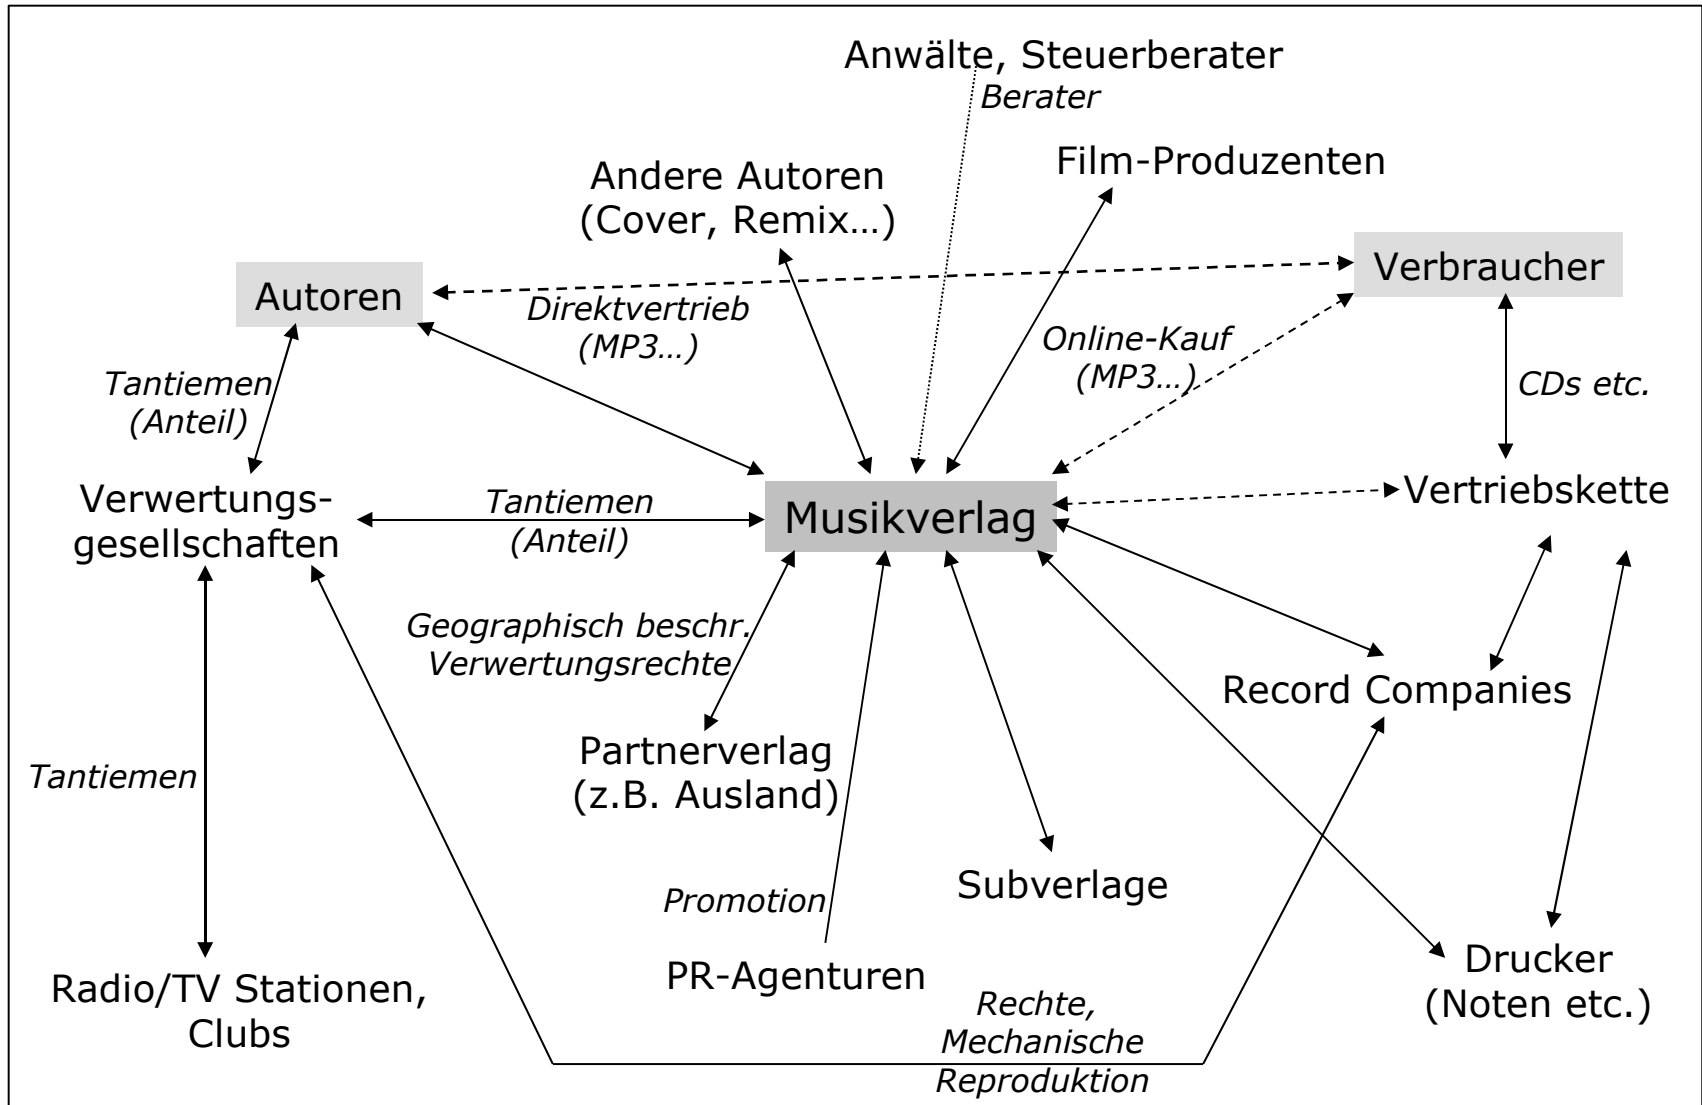 Anwälte, Steuerberater
Berater
Film-Produzenten
Andere Autoren
(Cover, Remix…)
Verbraucher
Autoren
Direktvertrieb
(MP3…)
Online-Kauf
(MP3…)
Tantiemen
(Anteil)
CDs etc.
Verwertungs-
gesellschaften
Tantiemen
(Anteil)
Musikverlag
Vertriebskette
Geographisch beschr.
Verwertungsrechte
Record Companies
Partnerverlag
(z.B. Ausland)
Tantiemen
Subverlage
Promotion
PR-Agenturen
Drucker
(Noten etc.)
Radio/TV Stationen,
Clubs
Rechte,
Mechanische
Reproduktion